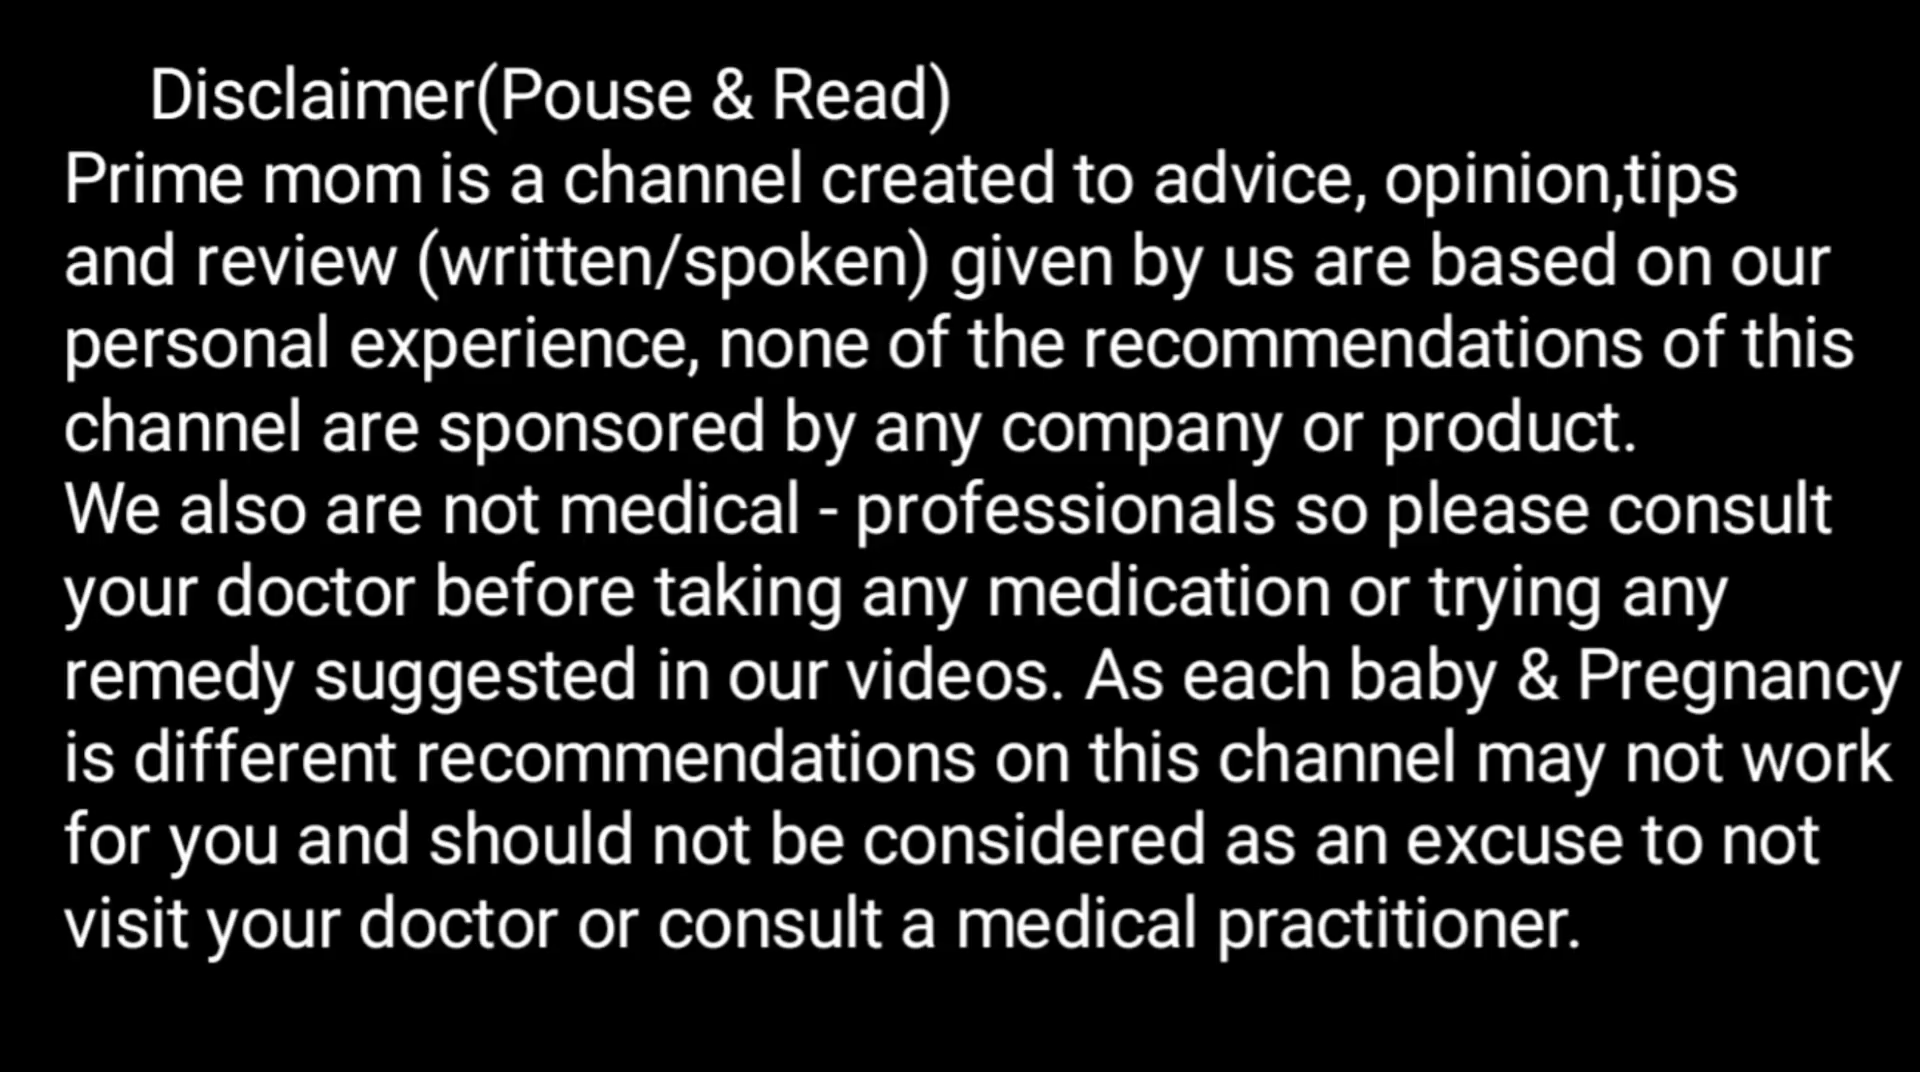 Disclaimer(Pouse & Read)
Prime mom is a channel created to advice, opinion,tips
and review (written/spoken) given by us are based on our
personal experience, none of the recommendations of this
channel are sponsored by any company or product.
We also are not medical - professionals so please consult
your doctor before taking any medication or trying any
remedy suggested in our videos. As each baby & Pregnancy
is different recommendations on this channel may not work
for you and should not be considered as an excuse to not
visit your doctor or consult a medical practitioner.